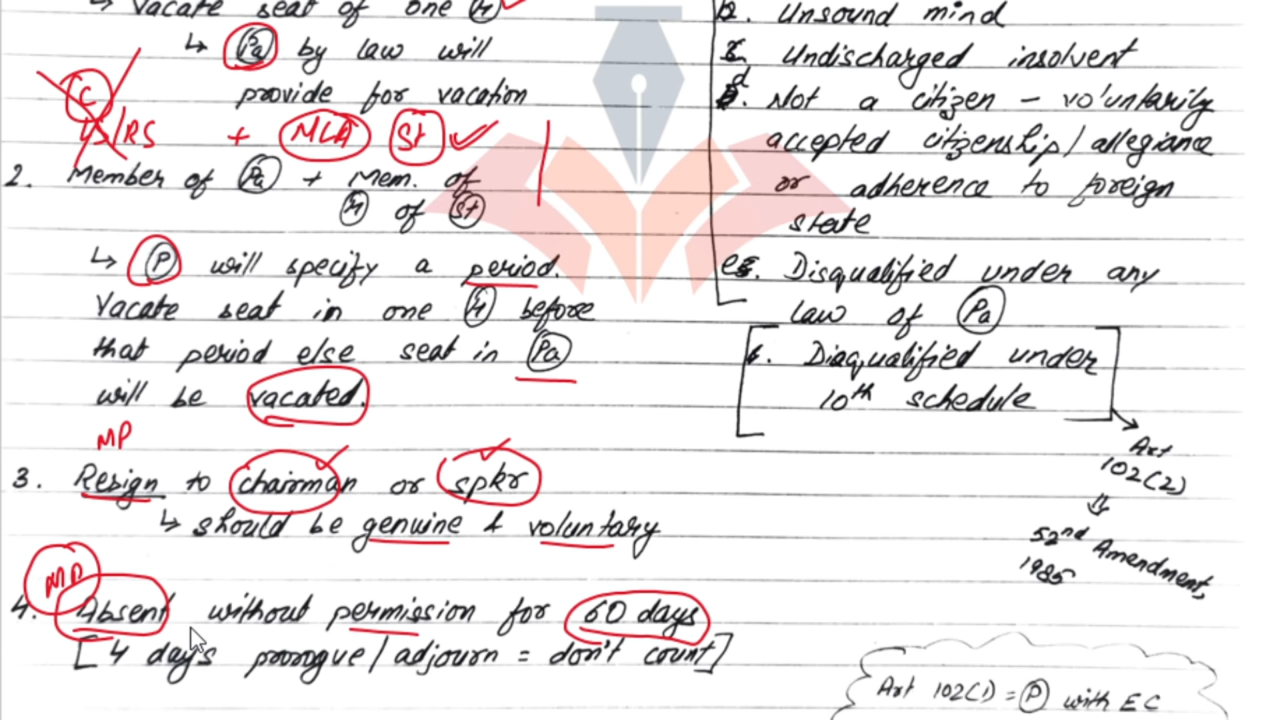 ↳ Vacate seat of one (H) ✓
↳ (Pa) by law will
provide for vacation
(C)
LS/RS + (MLA) (St) ✓
2. Member of (Pa) + Mem. of
(H) of (St)
↳ (P) will specify a period.
Vacate seat in one (H) before
that period else seat in (Pa)
will be vacated.
MP
3. Resign to chairman or spkr
↳ should be genuine & voluntary
MP
4. Absent without permission for 60 days
[4 days prorogue/adjourn = don't count]
b. Unsound mind
c. Undischarged insolvent
d. Not a citizen - voluntarily
accepted citizenship/allegiance
or adherence to foreign
state
e. Disqualified under any
law of (Pa)
Disqualified under
10th schedule
Art
102(2)
⇓
52nd Amendment,
1985
Art 102(1) = (P) with EC